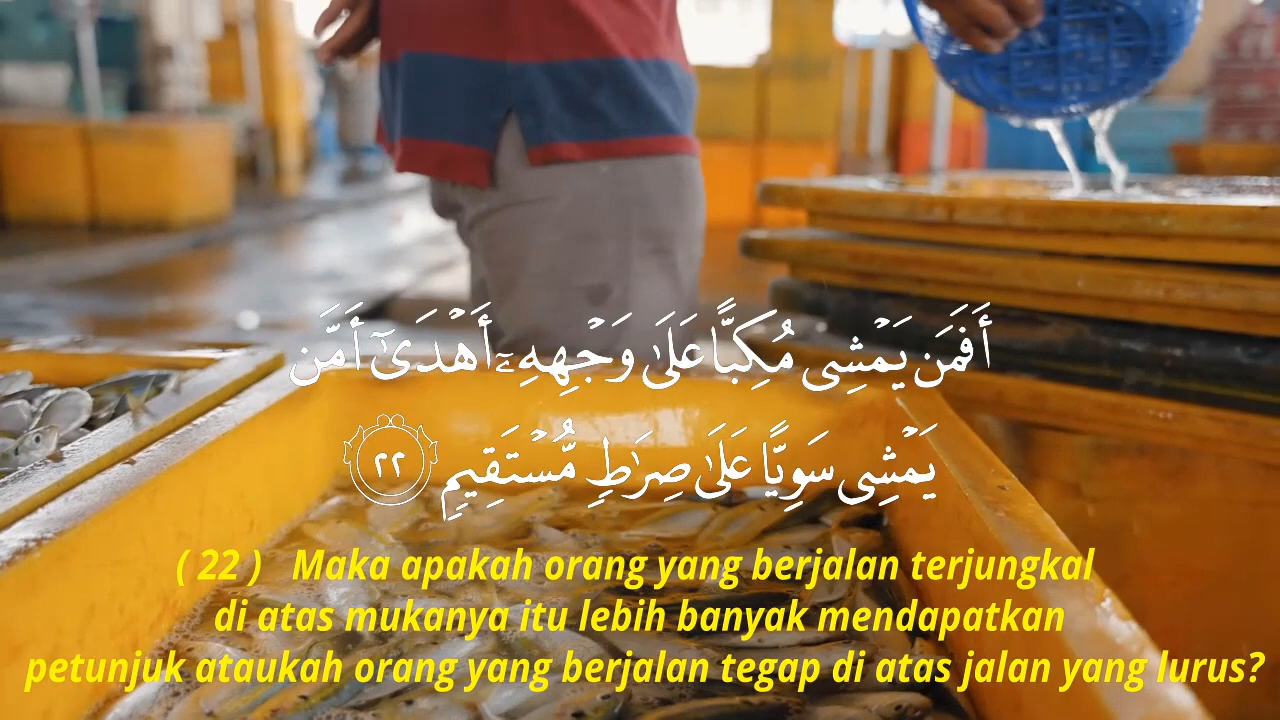 أَفَمَن يَمْشِى مُكِبًّا عَلَىٰ وَجْهِهِۦٓ أَهْدَىٰٓ أَمَّن
يَمْشِى سَوِيًّا عَلَىٰ صِرَٰطٍ مُّسْتَقِيمٍ ٢٢
( 22 ) Maka apakah orang yang berjalan terjungkal
di atas mukanya itu lebih banyak mendapatkan
petunjuk ataukah orang yang berjalan tegap di atas jalan yang lurus?